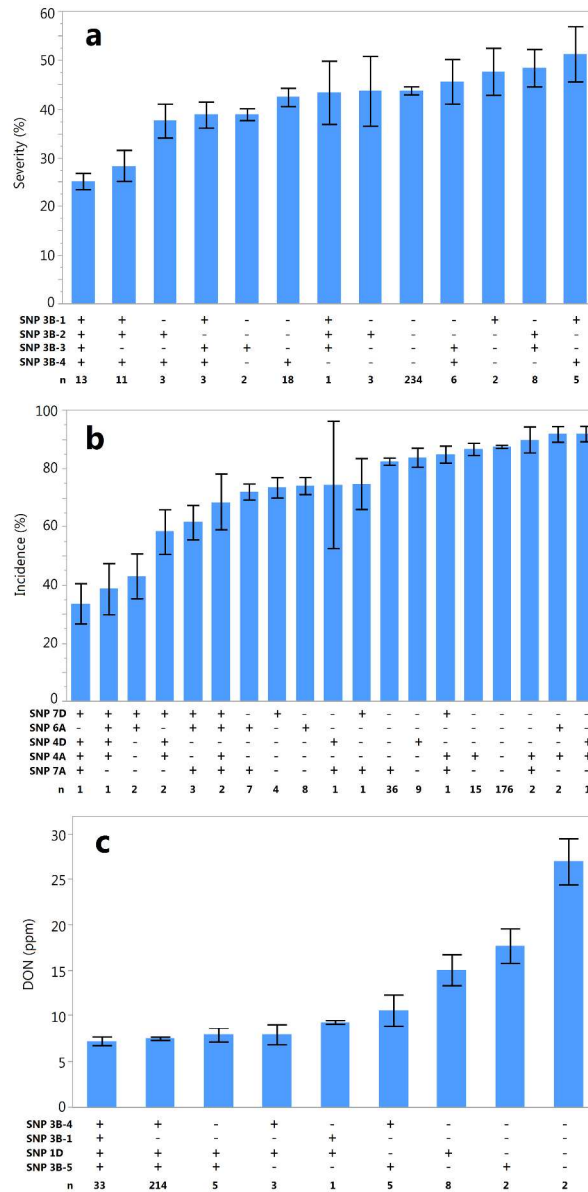 a
Severity (%)
60
50
40
30
20
10
0
SNP 3B-1 + + - + - - + - - - + - +
SNP 3B-2 + + + - - - + + - - - + -
SNP 3B-3 + - - + + - + - - + - + -
SNP 3B-4 + + + + - + - - - + - - -
n 13 11 3 3 2 18 1 3 234 6 2 8 5
b
Incidence (%)
100
80
60
40
20
0
SNP 7D + + + + + + - + - - + - - + - - - - -
SNP 6A - + + - + + + - + - - - - - - - - + -
SNP 4D + + - + - - - - - + - - + - - - - - +
SNP 4A + + - + - + - - - - - - - + + - + + +
SNP 7A + - - - + + + - - + + + - + - - + - -
n 1 1 2 2 3 2 7 4 8 1 1 36 9 1 15 176 2 2 1
c
DON (ppm)
30
25
20
15
10
5
0
SNP 3B-4 + + - + - + - - -
SNP 3B-1 + - - - + - - - -
SNP 1D + + + + + - + - -
SNP 3B-5 + + + - - + - + -
n 33 214 5 3 1 5 8 2 2